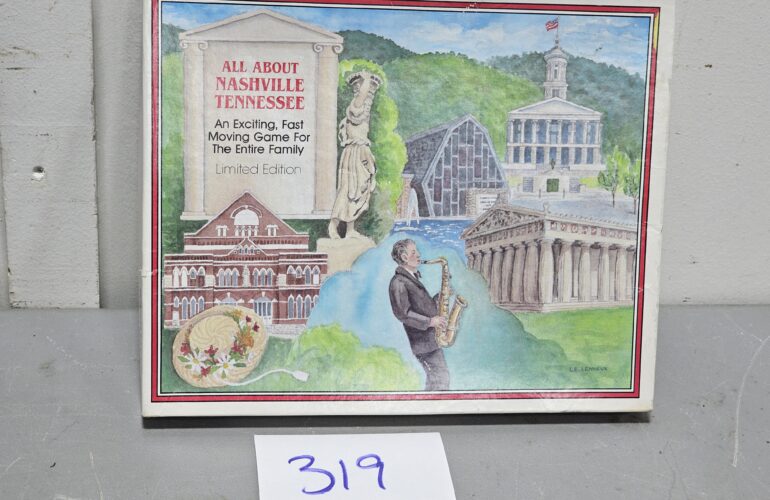 ALL ABOUT
NASHVILLE
TENNESSEE
An Exciting, Fast
Moving Game For
The Entire Family
Limited Edition
319